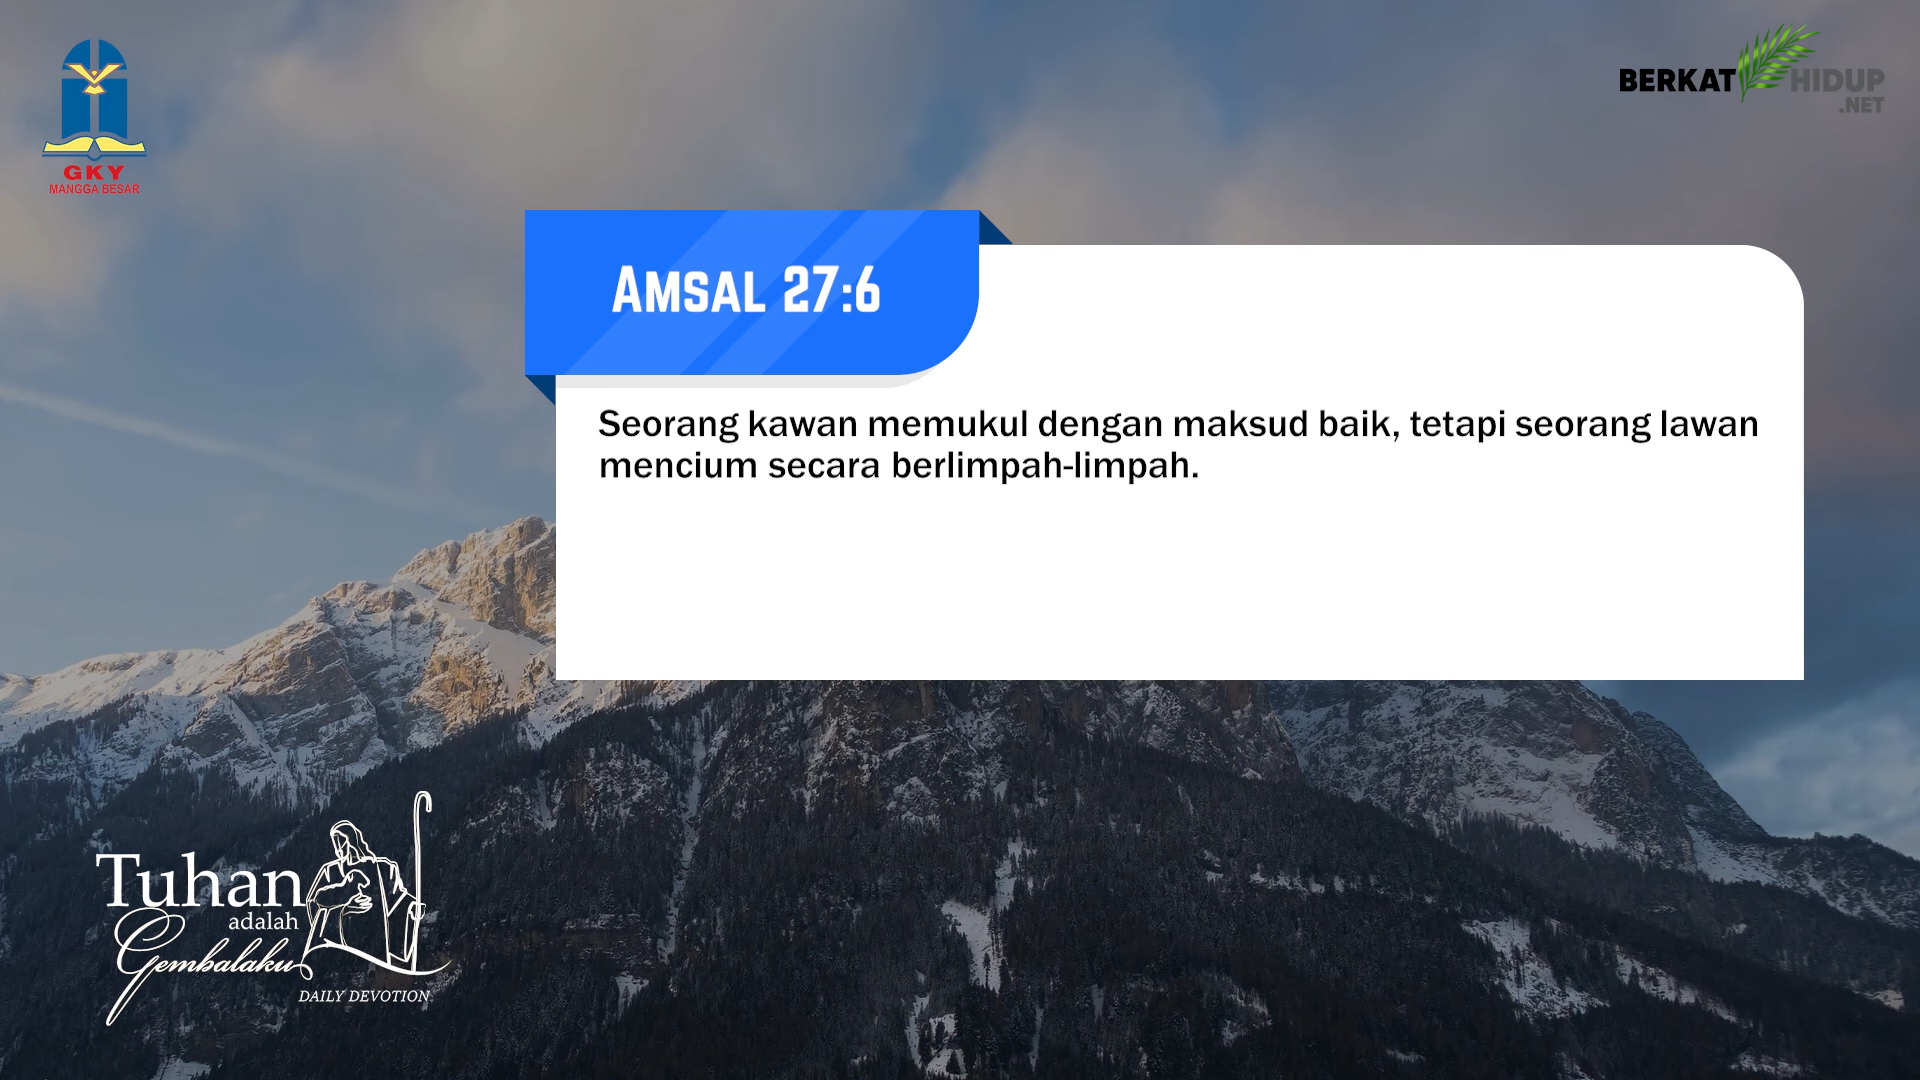 GKY
MANGGA BESAR
BERKAT HIDUP
.NET
AMSAL 27:6
Seorang kawan memukul dengan maksud baik, tetapi seorang lawan
mencium secara berlimpah-limpah.
Tuhan
adalah
Gembalaku
DAILY DEVOTION